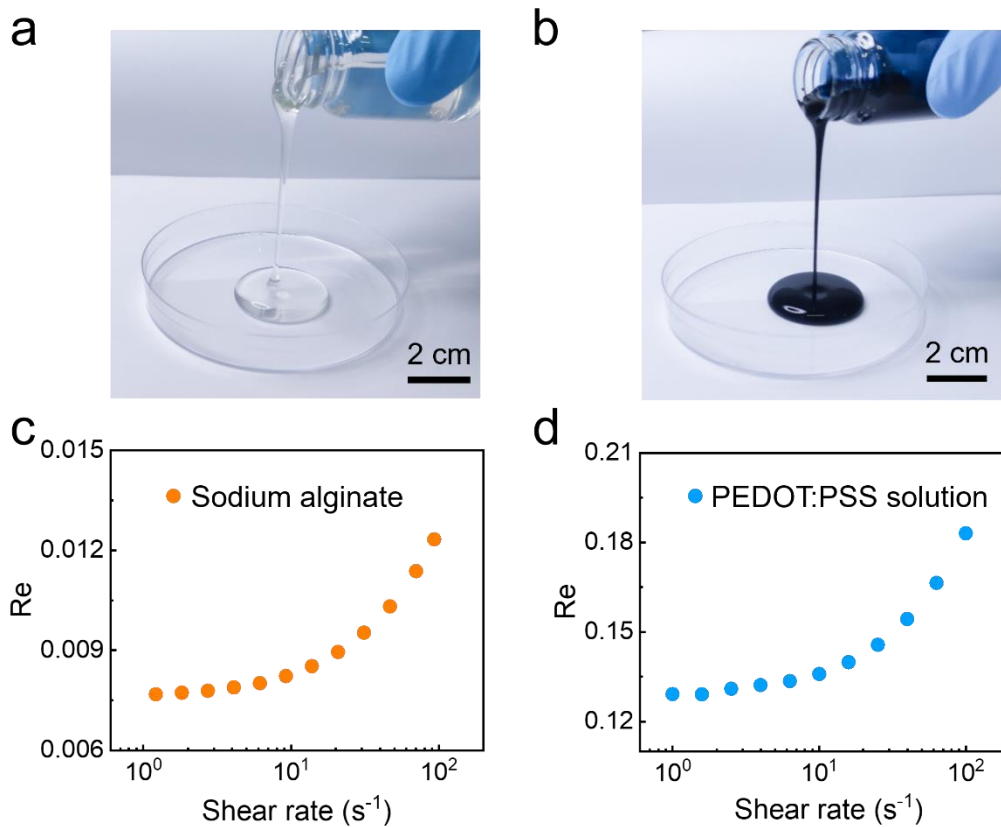 a
b
2 cm
2 cm
c
d
0.015
0.012
0.009
0.006
Re
Sodium alginate
10⁰
10¹
10²
Shear rate (s⁻¹)
0.21
0.18
0.15
0.12
Re
PEDOT:PSS solution
10⁰
10¹
10²
Shear rate (s⁻¹)